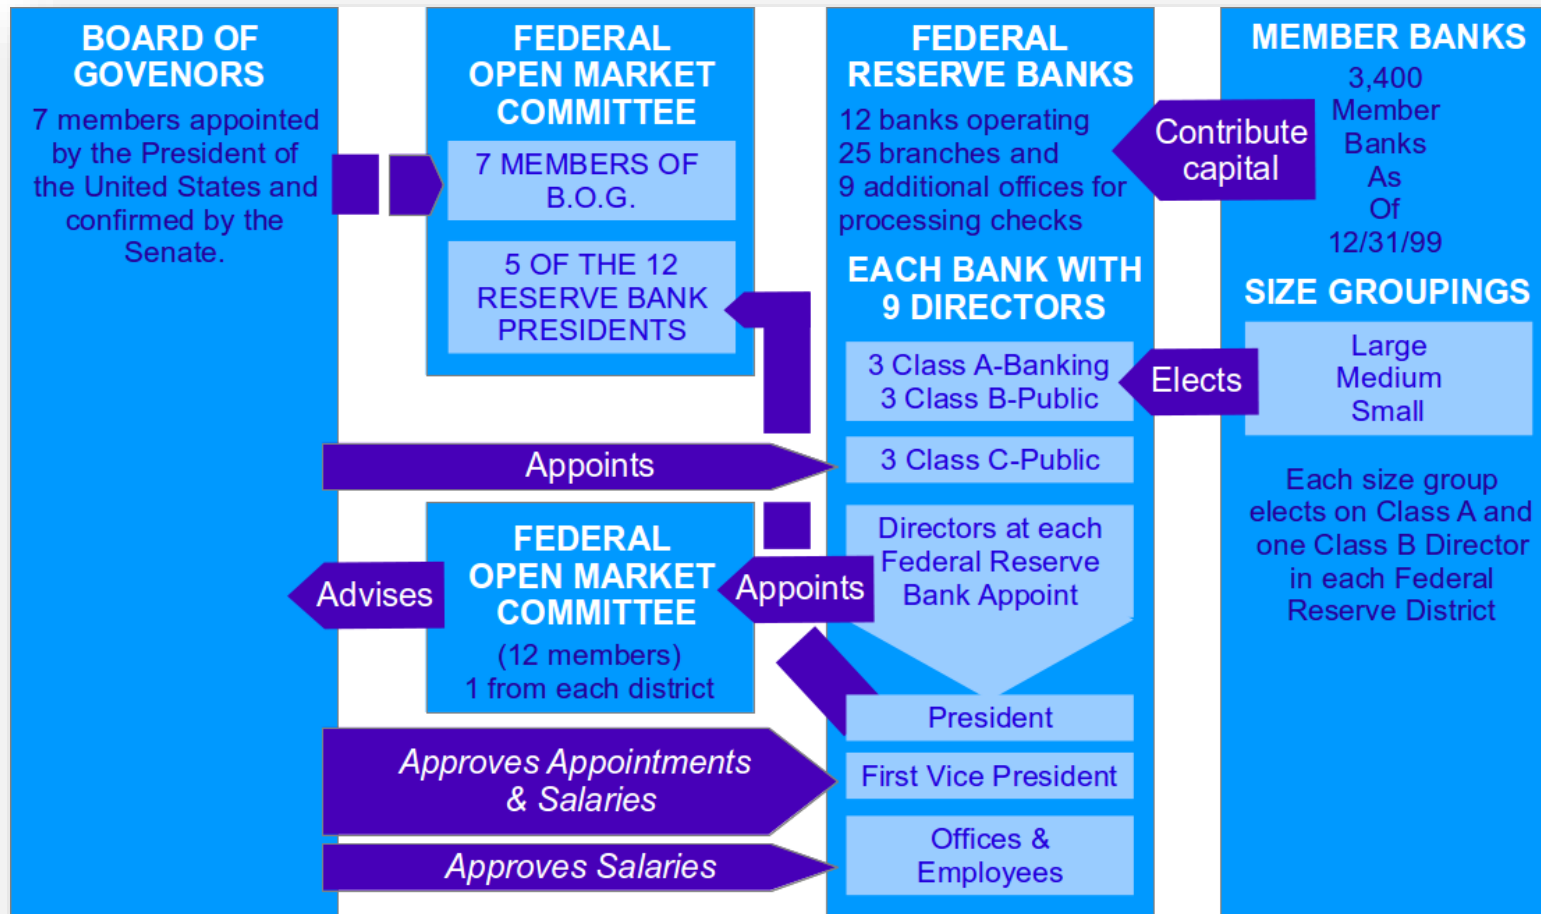 BOARD OF
GOVENORS
7 members appointed
by the President of
the United States and
confirmed by the
Senate.
FEDERAL
OPEN MARKET
COMMITTEE
7 MEMBERS OF
B.O.G.
5 OF THE 12
RESERVE BANK
PRESIDENTS
Appoints
FEDERAL
OPEN MARKET
COMMITTEE
(12 members)
1 from each district
Advises
Appoints
Approves Appointments
& Salaries
Approves Salaries
FEDERAL
RESERVE BANKS
12 banks operating
25 branches and
9 additional offices for
processing checks
EACH BANK WITH
9 DIRECTORS
3 Class A-Banking
3 Class B-Public
3 Class C-Public
Directors at each
Federal Reserve
Bank Appoint
President
First Vice President
Offices &
Employees
Contribute
capital
Elects
MEMBER BANKS
3,400
Member
Banks
As
Of
12/31/99
SIZE GROUPINGS
Large
Medium
Small
Each size group
elects on Class A and
one Class B Director
in each Federal
Reserve District